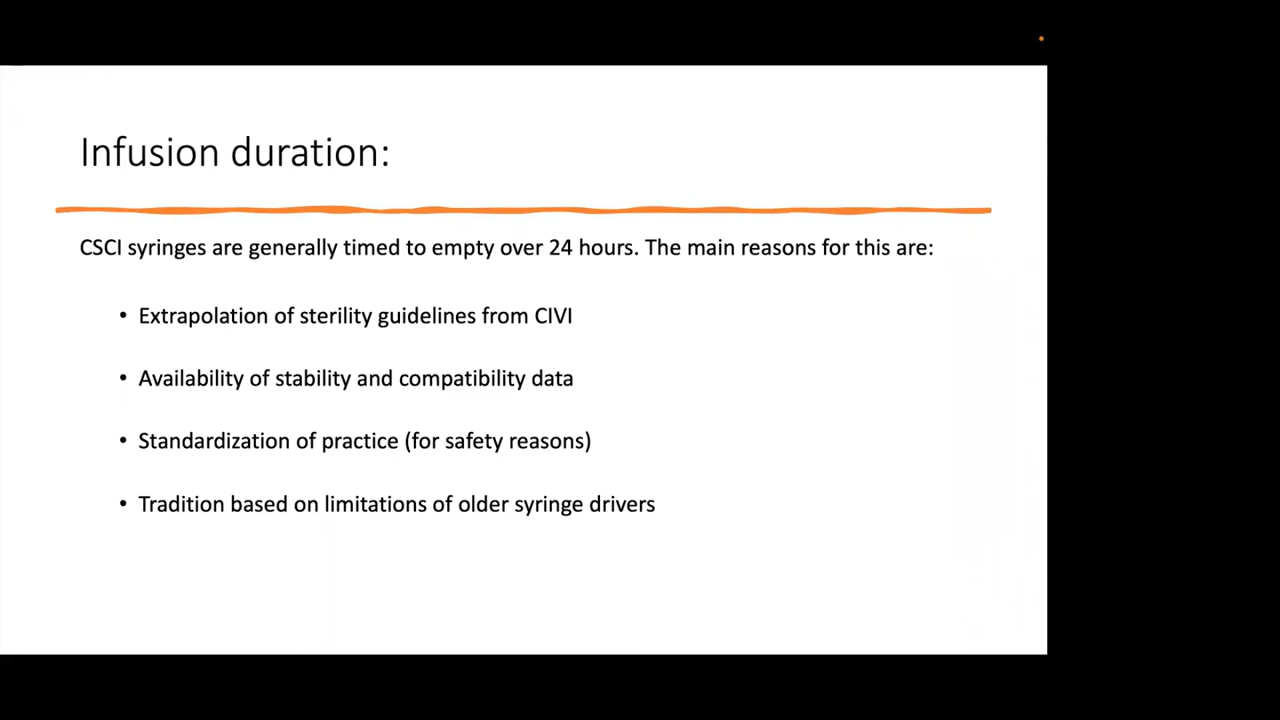 Infusion duration:
CSCI syringes are generally timed to empty over 24 hours. The main reasons for this are:
• Extrapolation of sterility guidelines from CIVI
• Availability of stability and compatibility data
• Standardization of practice (for safety reasons)
• Tradition based on limitations of older syringe drivers